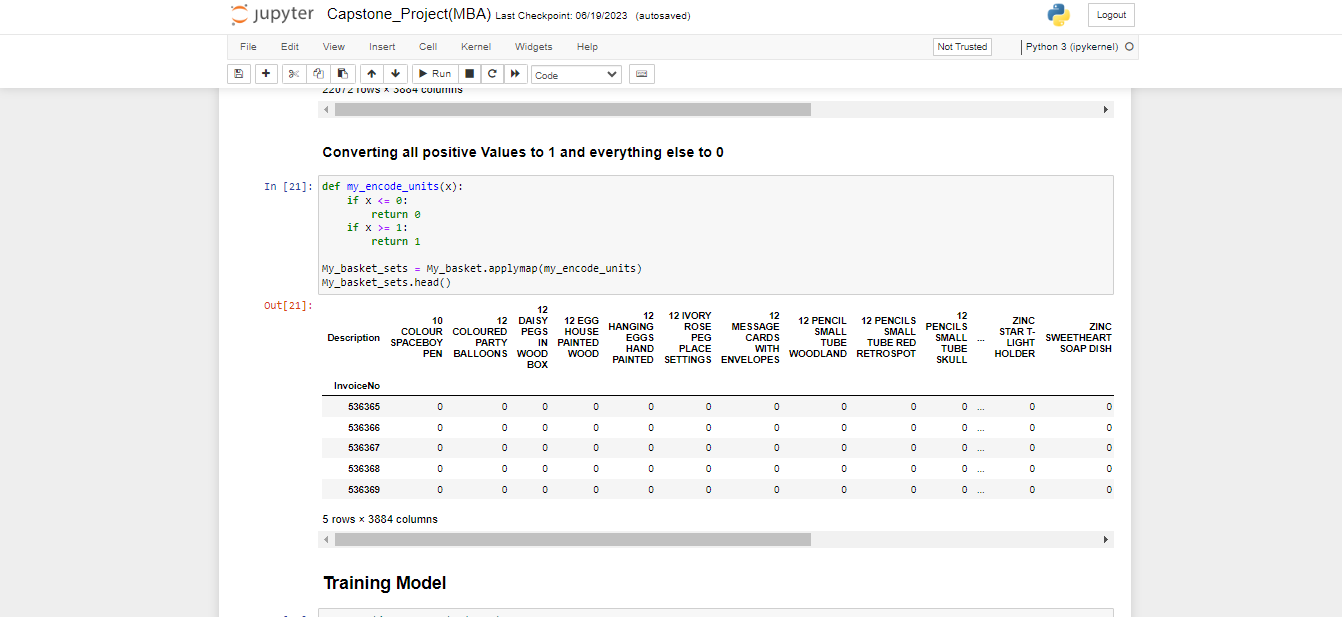 jupyter Capstone_Project(MBA) Last Checkpoint: 06/19/2023 (autosaved)
Logout
File Edit View Insert Cell Kernel Widgets Help
Not Trusted
Python 3 (ipykernel)
Run
Code
22072 rows × 3884 columns
Converting all positive Values to 1 and everything else to 0
In [21]:
def my_encode_units(x):
    if x <= 0:
        return 0
    if x >= 1:
        return 1
My_basket_sets = My_basket.applymap(my_encode_units)
My_basket_sets.head()
Out[21]:
Description
10
COLOUR
SPACEBOY
PEN
12
COLOURED
PARTY
BALLOONS
12
DAISY
PEGS
IN
WOOD
BOX
12 EGG
HOUSE
PAINTED
WOOD
12
HANGING
EGGS
HAND
PAINTED
12 IVORY
ROSE
PEG
PLACE
SETTINGS
12
MESSAGE
CARDS
WITH
ENVELOPES
12 PENCIL
SMALL
TUBE
WOODLAND
12 PENCILS
SMALL
TUBE RED
RETROSPOT
12
PENCILS
SMALL
TUBE
SKULL
...
ZINC
STAR T-
LIGHT
HOLDER
ZINC
SWEETHEART
SOAP DISH
InvoiceNo
536365 0 0 0 0 0 0 0 0 0 0 ... 0 0
536366 0 0 0 0 0 0 0 0 0 0 ... 0 0
536367 0 0 0 0 0 0 0 0 0 0 ... 0 0
536368 0 0 0 0 0 0 0 0 0 0 ... 0 0
536369 0 0 0 0 0 0 0 0 0 0 ... 0 0
5 rows × 3884 columns
Training Model